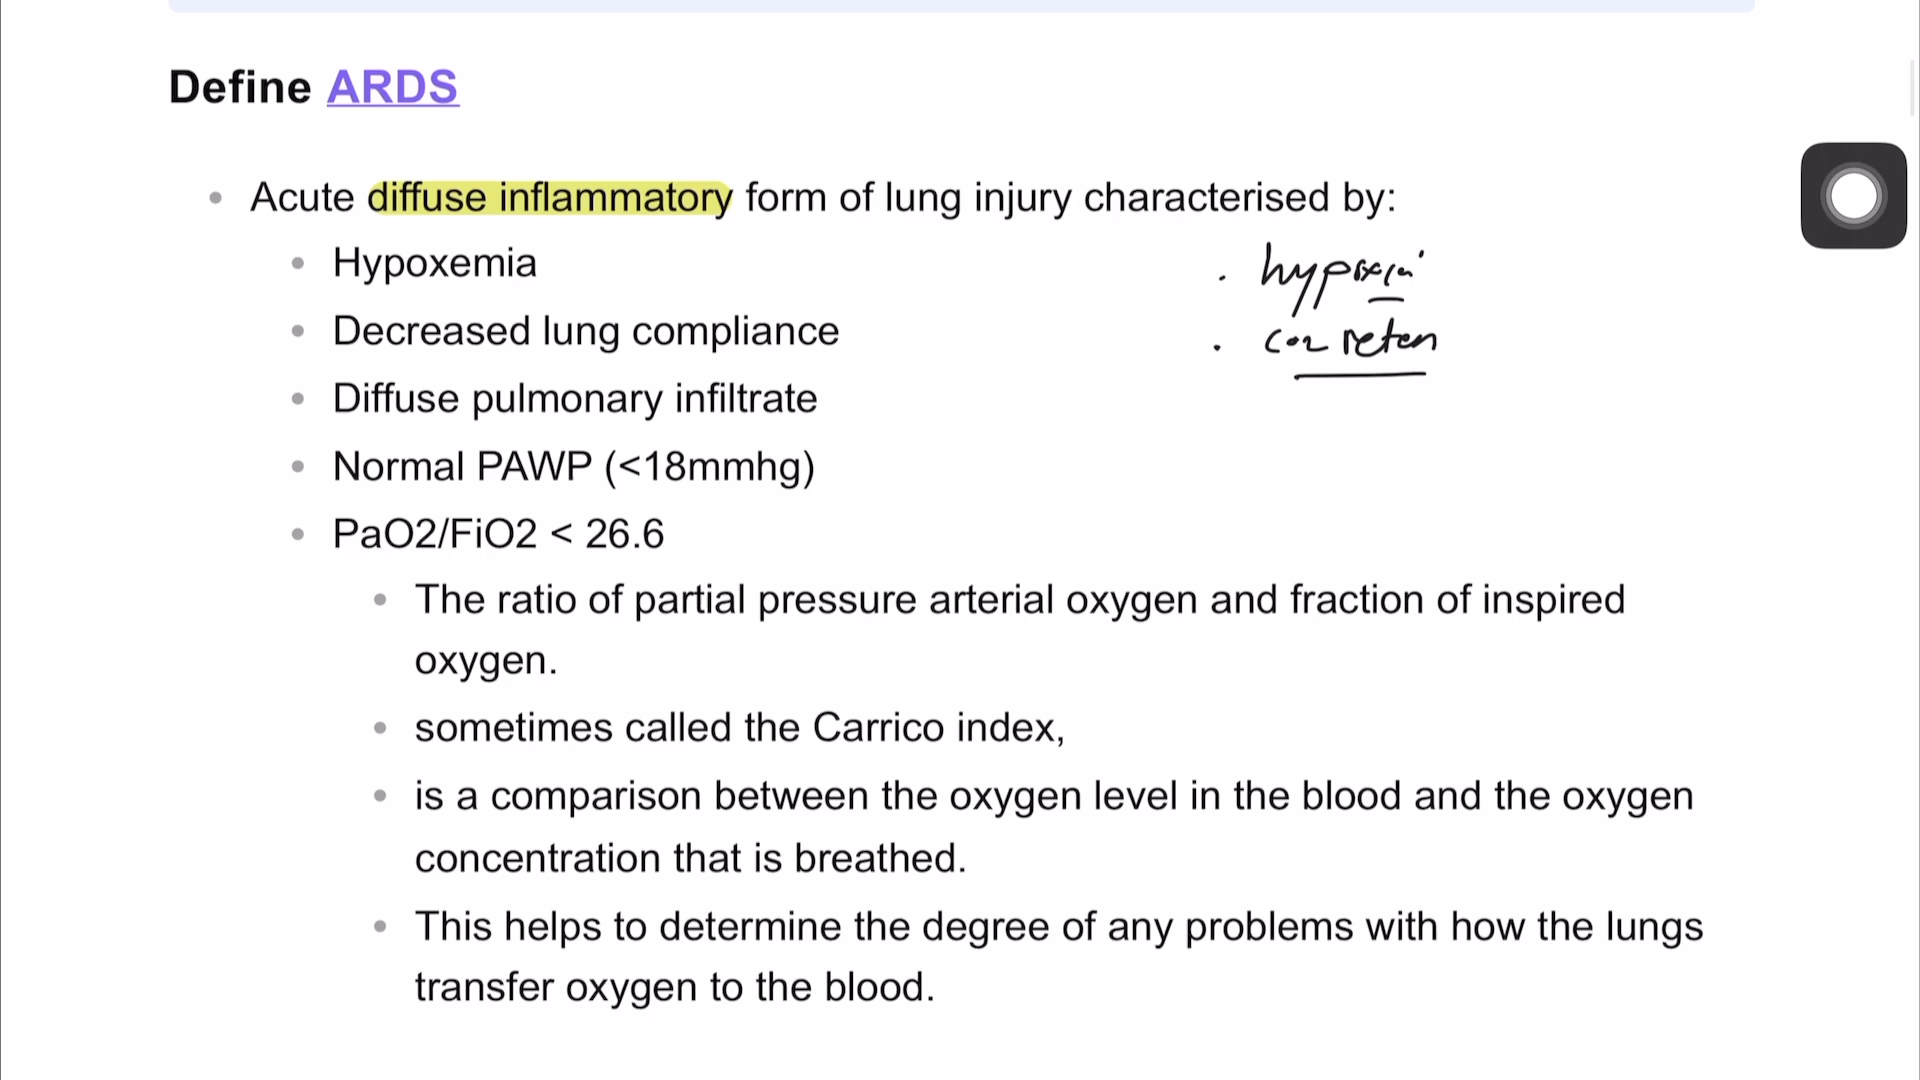 Define ARDS
Acute diffuse inflammatory form of lung injury characterised by:
Hypoxemia
Decreased lung compliance
Diffuse pulmonary infiltrate
Normal PAWP (<18mmhg)
PaO2/FiO2 < 26.6
The ratio of partial pressure arterial oxygen and fraction of inspired
oxygen.
sometimes called the Carrico index,
is a comparison between the oxygen level in the blood and the oxygen
concentration that is breathed.
This helps to determine the degree of any problems with how the lungs
transfer oxygen to the blood.
co2 reten